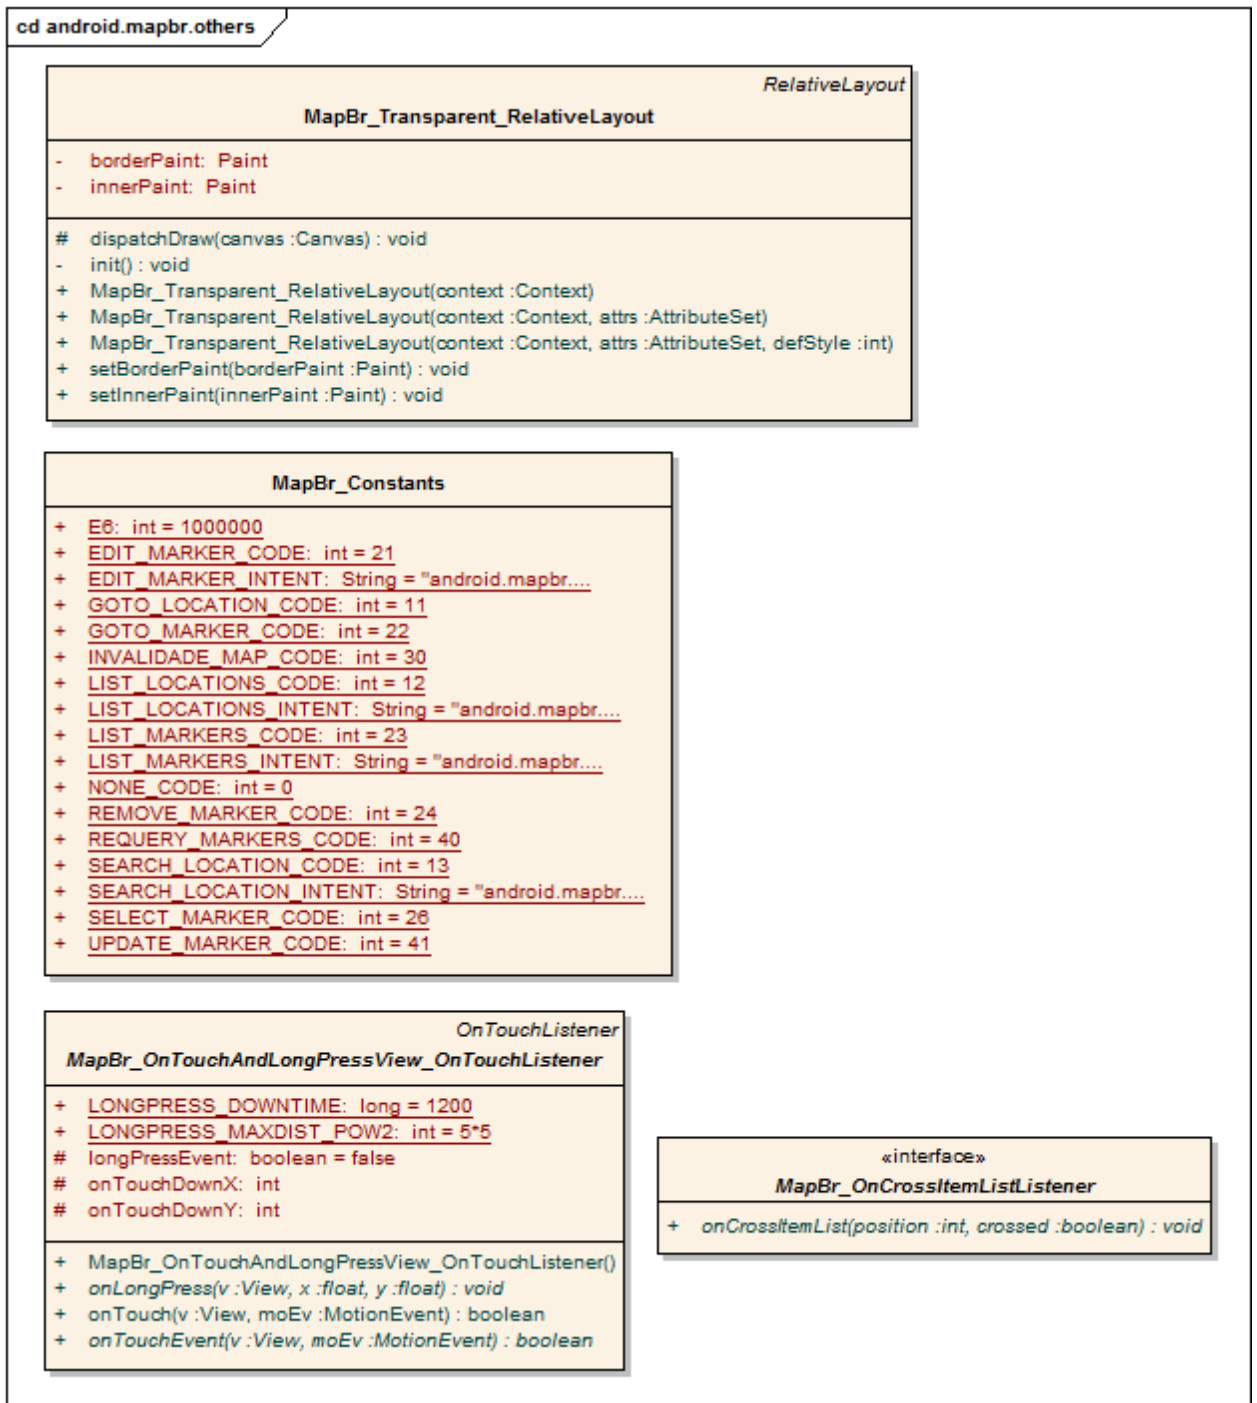 cd android.mapbr.others
RelativeLayout
MapBr_Transparent_RelativeLayout
- borderPaint: Paint
- innerPaint: Paint
# dispatchDraw(canvas :Canvas) : void
- init() : void
+ MapBr_Transparent_RelativeLayout(context :Context)
+ MapBr_Transparent_RelativeLayout(context :Context, attrs :AttributeSet)
+ MapBr_Transparent_RelativeLayout(context :Context, attrs :AttributeSet, defStyle :int)
+ setBorderPaint(borderPaint :Paint) : void
+ setInnerPaint(innerPaint :Paint) : void
MapBr_Constants
+ E6: int = 1000000
+ EDIT_MARKER_CODE: int = 21
+ EDIT_MARKER_INTENT: String = "android.mapbr....
+ GOTO_LOCATION_CODE: int = 11
+ GOTO_MARKER_CODE: int = 22
+ INVALIDADE_MAP_CODE: int = 30
+ LIST_LOCATIONS_CODE: int = 12
+ LIST_LOCATIONS_INTENT: String = "android.mapbr....
+ LIST_MARKERS_CODE: int = 23
+ LIST_MARKERS_INTENT: String = "android.mapbr....
+ NONE_CODE: int = 0
+ REMOVE_MARKER_CODE: int = 24
+ REQUERY_MARKERS_CODE: int = 40
+ SEARCH_LOCATION_CODE: int = 13
+ SEARCH_LOCATION_INTENT: String = "android.mapbr....
+ SELECT_MARKER_CODE: int = 26
+ UPDATE_MARKER_CODE: int = 41
OnTouchListener
MapBr_OnTouchAndLongPressView_OnTouchListener
+ LONGPRESS_DOWNTIME: long = 1200
+ LONGPRESS_MAXDIST_POW2: int = 5*5
# longPressEvent: boolean = false
# onTouchDownX: int
# onTouchDownY: int
+ MapBr_OnTouchAndLongPressView_OnTouchListener()
+ onLongPress(v :View, x :float, y :float) : void
+ onTouch(v :View, moEv :MotionEvent) : boolean
+ onTouchEvent(v :View, moEv :MotionEvent) : boolean
«interface»
MapBr_OnCrossItemListListener
+ onCrossItemList(position :int, crossed :boolean) : void